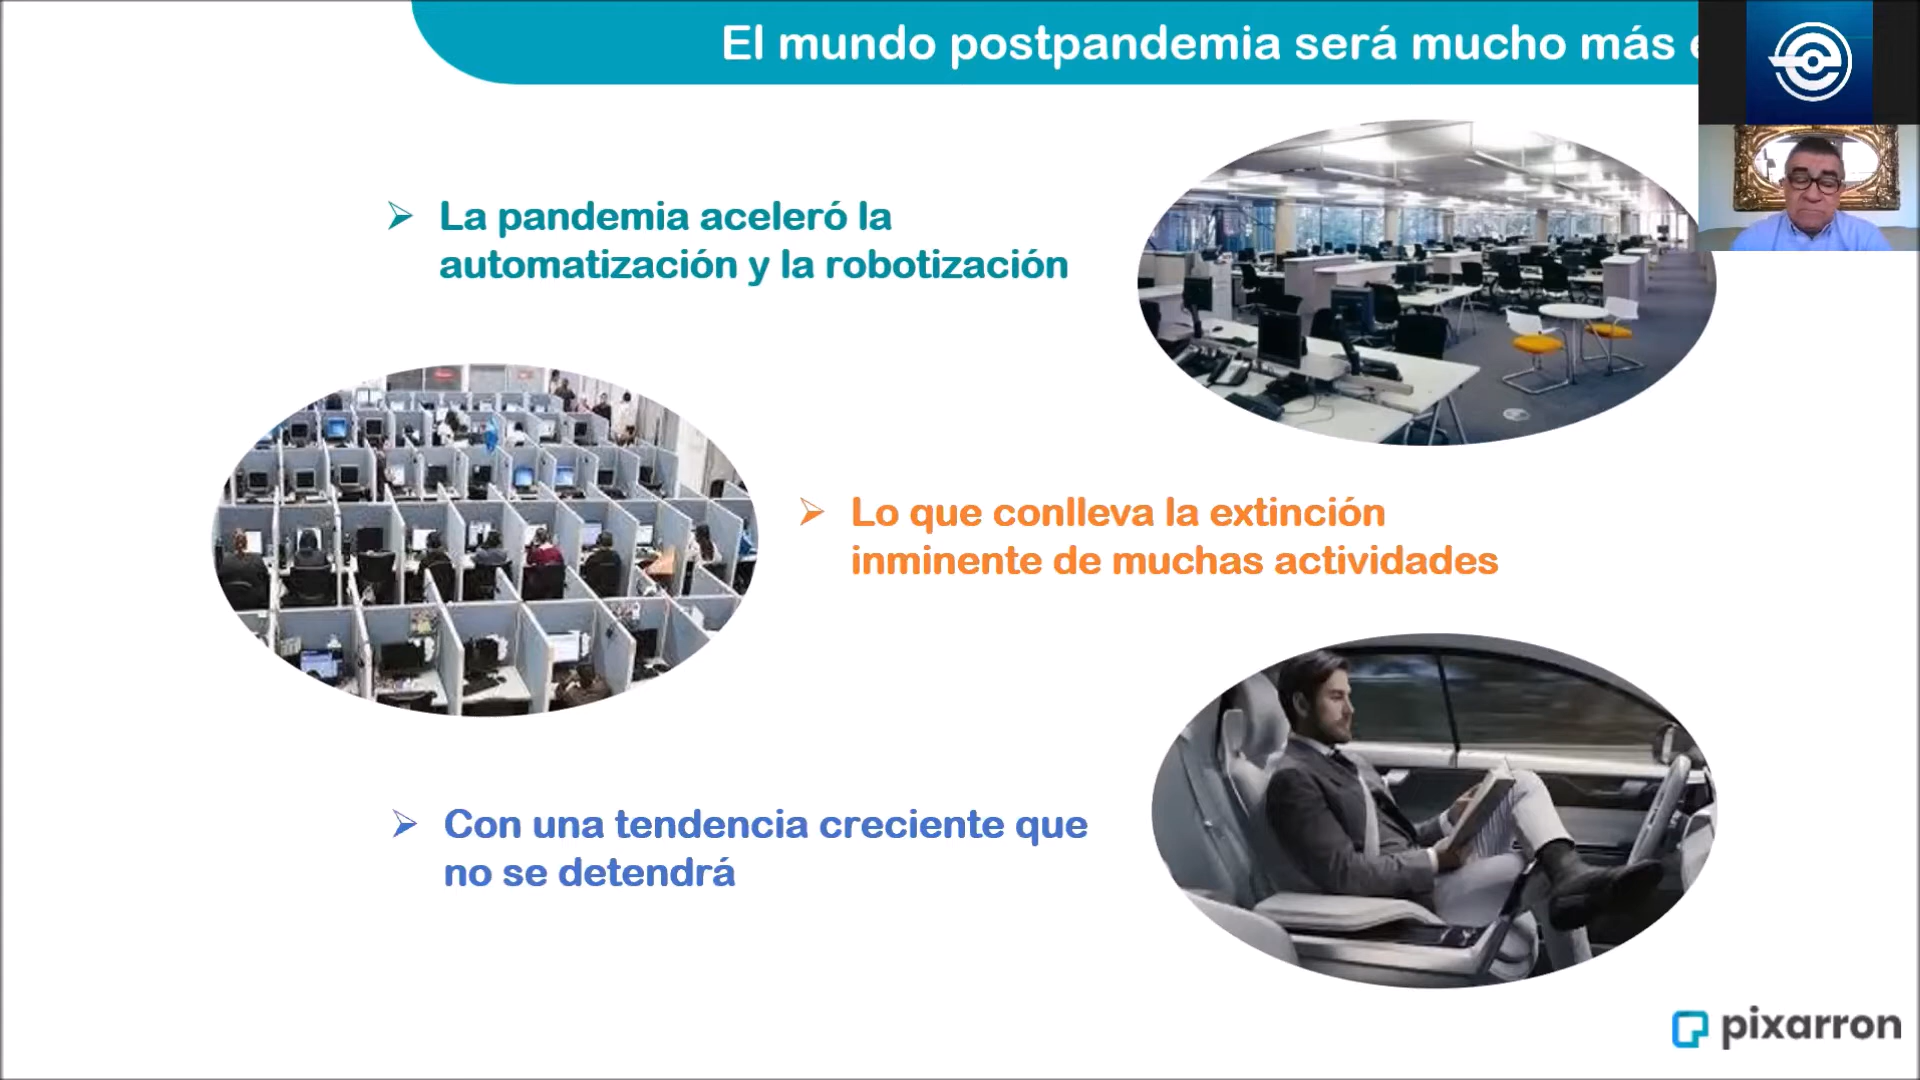 El mundo postpandemia será mucho más
La pandemia aceleró la
automatización y la robotización
Lo que conlleva la extinción
inminente de muchas actividades
Con una tendencia creciente que
no se detendrá
pixarron